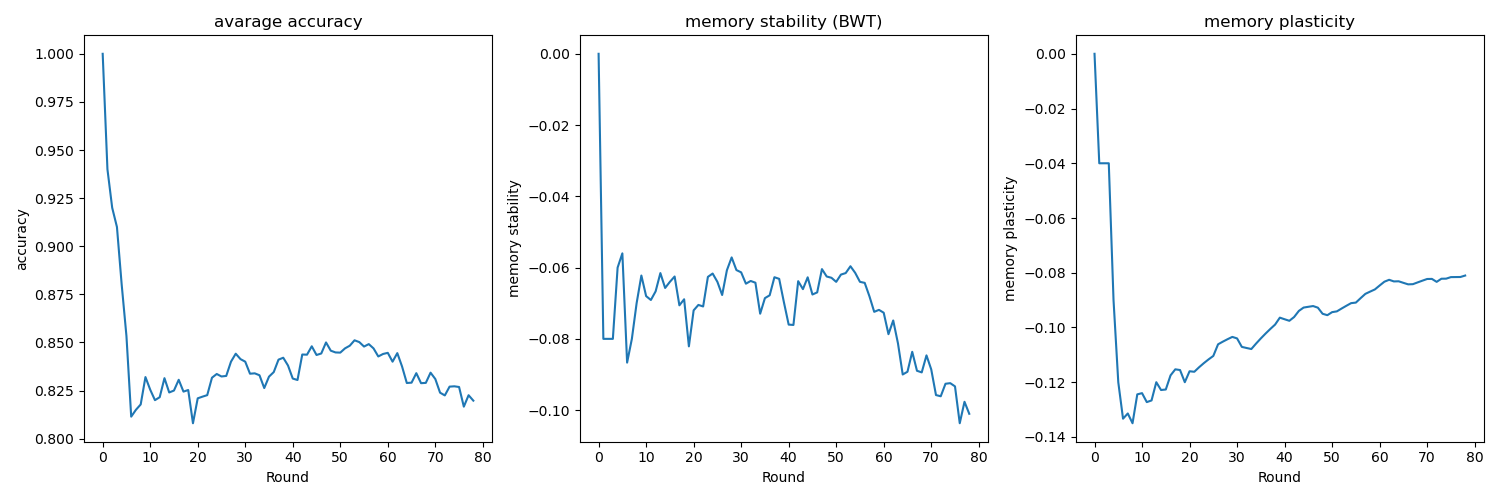 avarage accuracy
1.000
0.975
0.950
0.925
0.900
0.875
0.850
0.825
0.800
accuracy
0 10 20 30 40 50 60 70 80
Round
memory stability (BWT)
0.00
−0.02
−0.04
−0.06
−0.08
−0.10
memory stability
0 10 20 30 40 50 60 70 80
Round
memory plasticity
0.00
−0.02
−0.04
−0.06
−0.08
−0.10
−0.12
−0.14
memory plasticity
0 10 20 30 40 50 60 70 80
Round